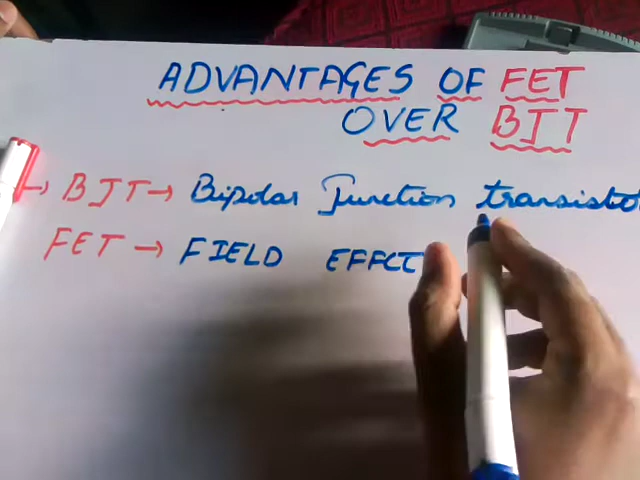 ADVANTAGES OF FET
OVER BJT
→ BJT → Bipolar Junction transisto
FET → FIELD EFFCT